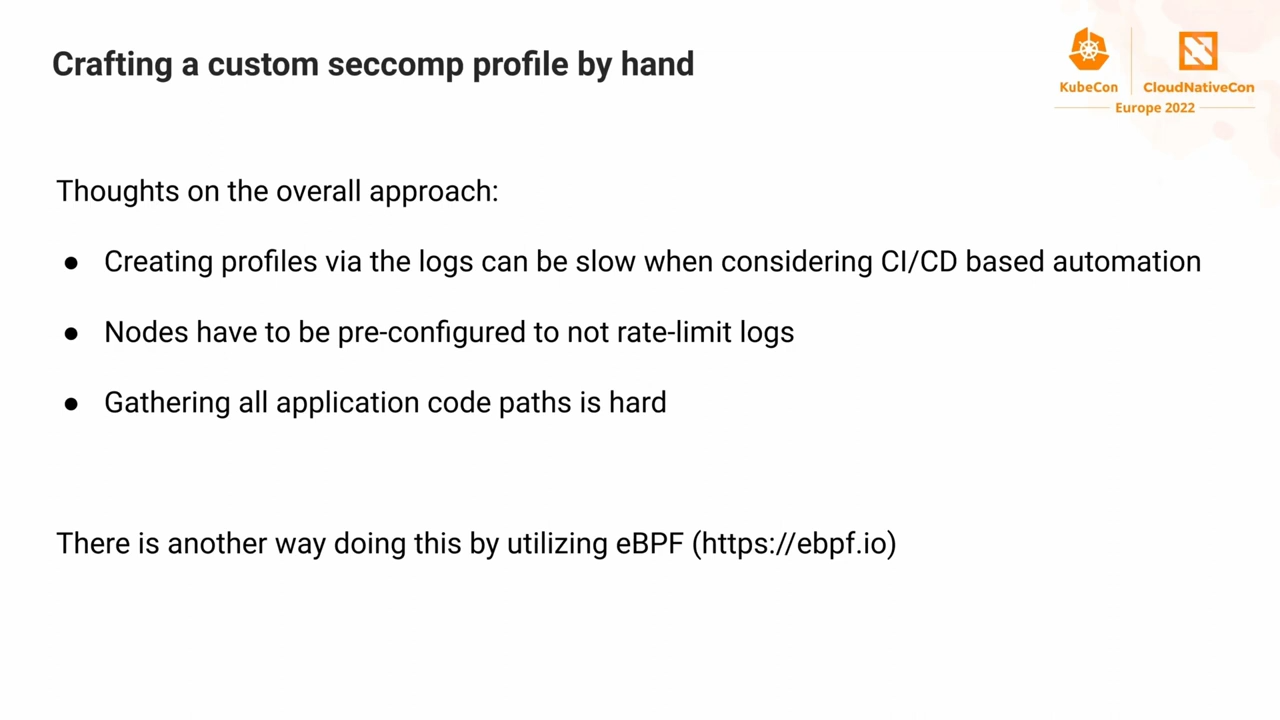 Crafting a custom seccomp profile by hand
KubeCon
CloudNativeCon
Europe 2022
Thoughts on the overall approach:
● Creating profiles via the logs can be slow when considering CI/CD based automation
● Nodes have to be pre-configured to not rate-limit logs
● Gathering all application code paths is hard
There is another way doing this by utilizing eBPF (https://ebpf.io)